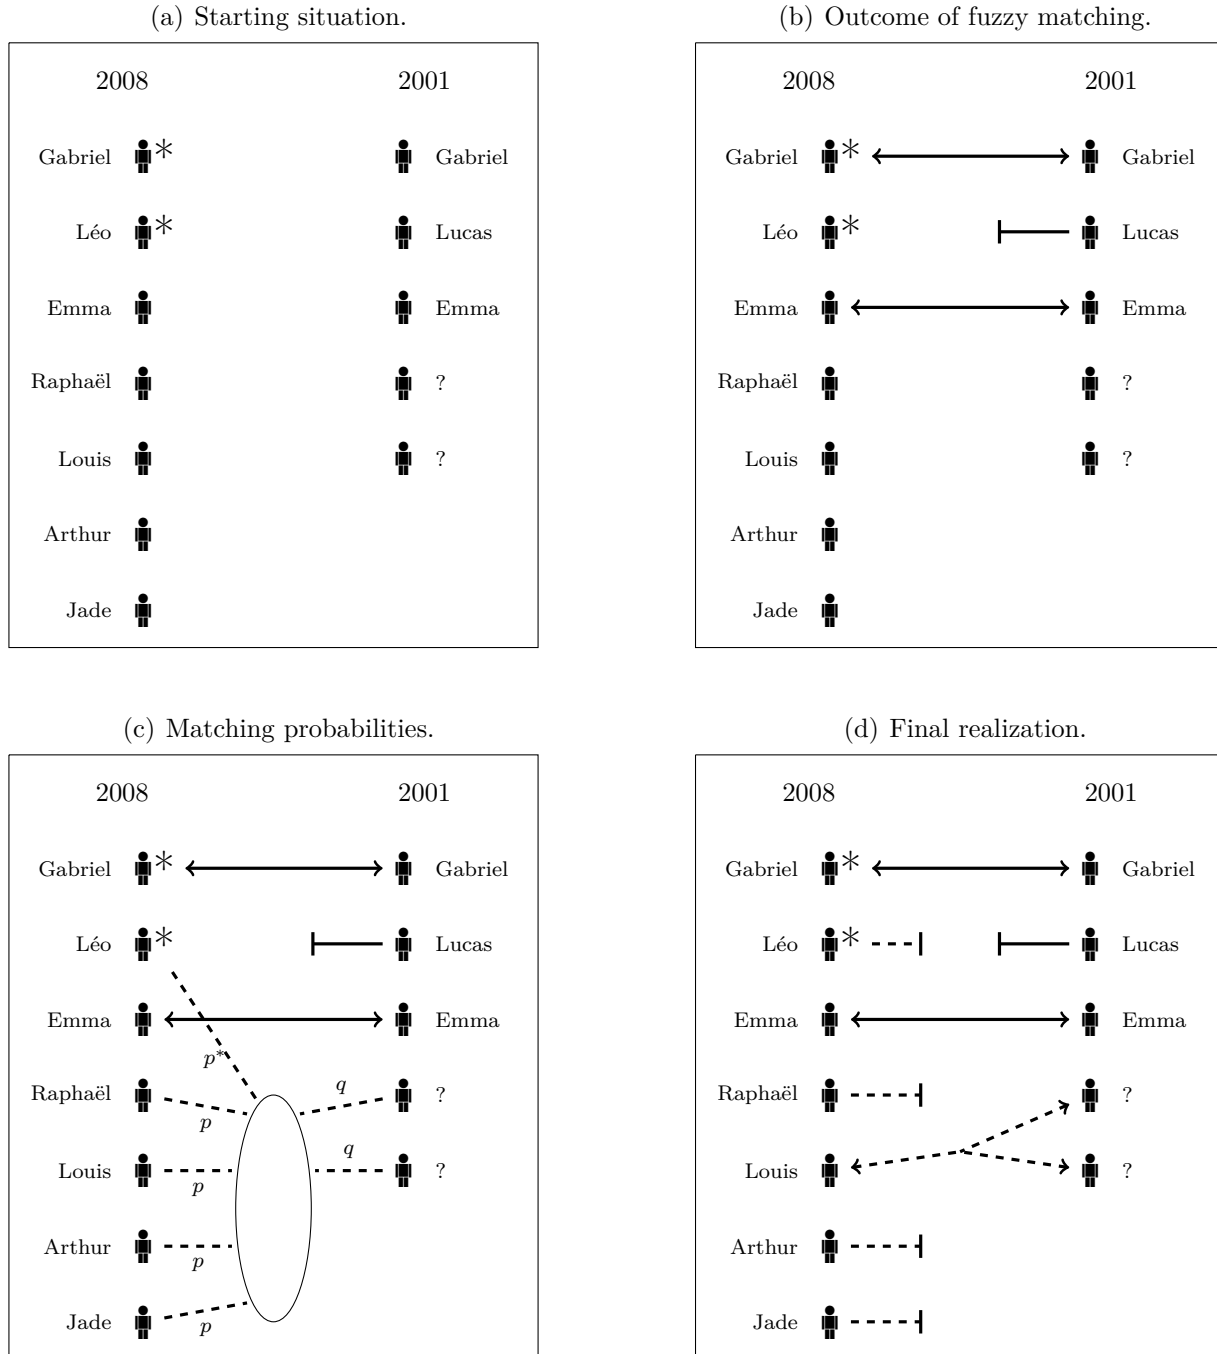 (a) Starting situation.
2008 2001
Gabriel * Gabriel
Léo * Lucas
Emma Emma
Raphaël ?
Louis ?
Arthur
Jade
(b) Outcome of fuzzy matching.
2008 2001
Gabriel * Gabriel
Léo * Lucas
Emma Emma
Raphaël ?
Louis ?
Arthur
Jade
(c) Matching probabilities.
2008 2001
Gabriel * Gabriel
Léo * Lucas
Emma Emma
p*
Raphaël p q ?
Louis p q ?
Arthur p
Jade p
(d) Final realization.
2008 2001
Gabriel * Gabriel
Léo * Lucas
Emma Emma
Raphaël ?
Louis ?
Arthur
Jade